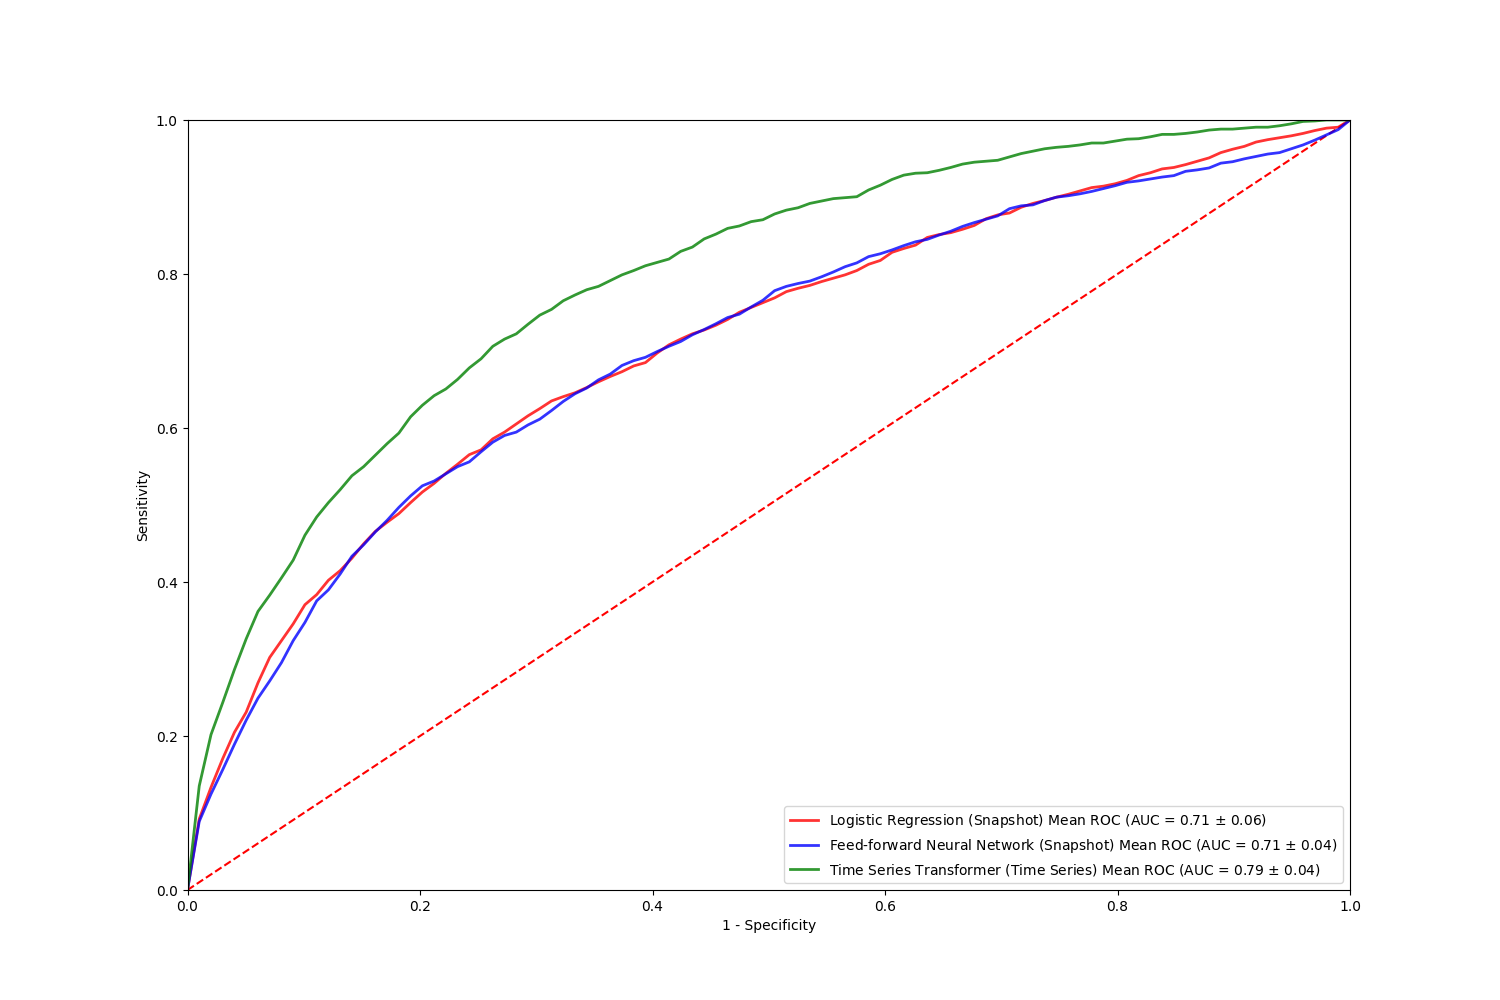 1.0
0.8
0.6
0.4
0.2
0.0
Sensitivity
0.0 0.2 0.4 0.6 0.8 1.0
1 - Specificity
Logistic Regression (Snapshot) Mean ROC (AUC = 0.71 ± 0.06)
Feed-forward Neural Network (Snapshot) Mean ROC (AUC = 0.71 ± 0.04)
Time Series Transformer (Time Series) Mean ROC (AUC = 0.79 ± 0.04)